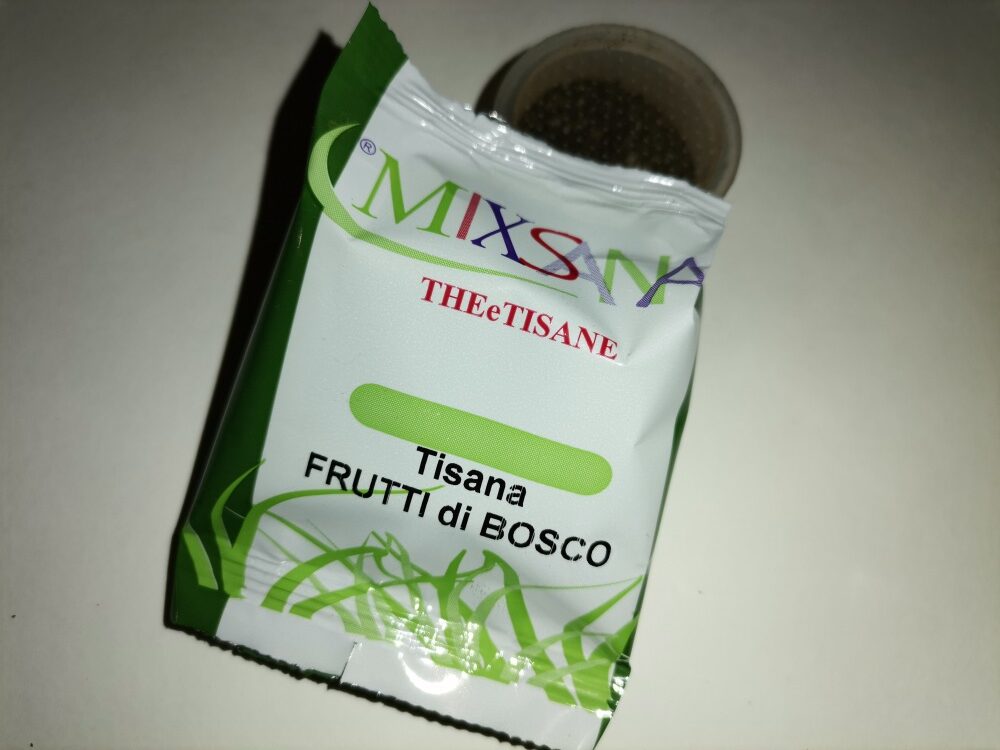 ®MIXSANA
THEeTISANE
Tisana
FRUTTI di BOSCO